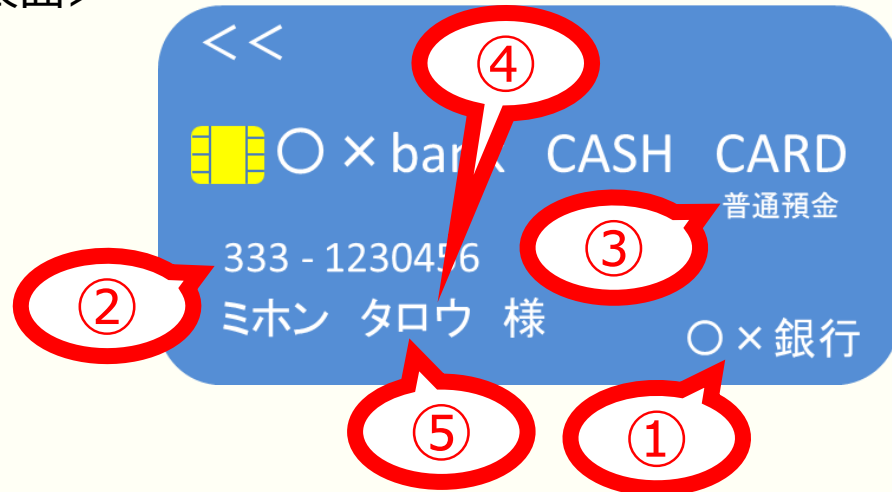 <<
④
〇×bank CASH CARD
普通預金
③
333 - 1230456
②
ミホン タロウ 様
〇×銀行
⑤
①